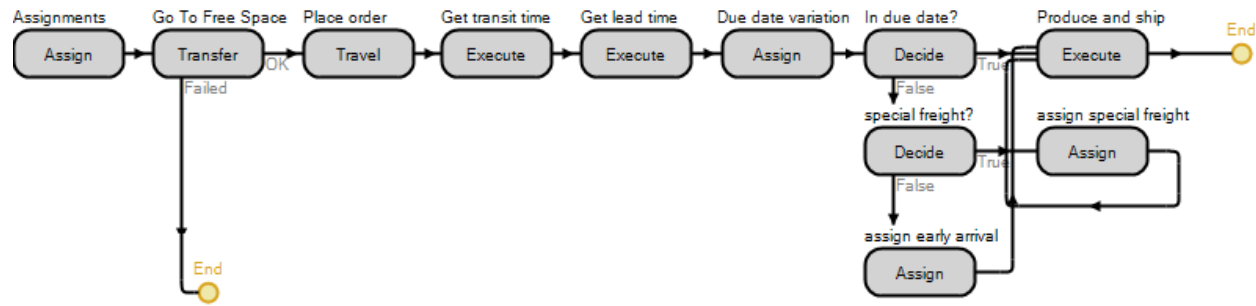 Assignments
Go To Free Space
Place order
Get transit time
Get lead time
Due date variation
In due date?
Produce and ship
End
Assign
Transfer
Travel
Execute
Execute
Assign
Decide
Execute
OK
True
Failed
False
special freight?
assign special freight
Decide
Assign
True
False
assign early arrival
Assign
End